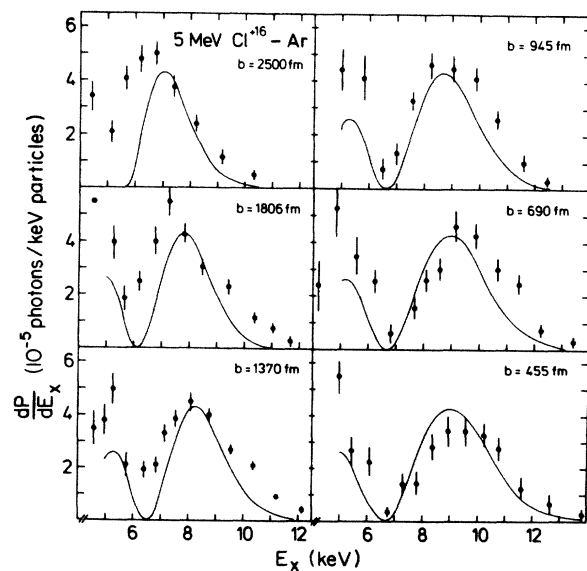 5 MeV Cl⁺¹⁶ – Ar
b = 2500 fm
b = 945 fm
b = 1806 fm
b = 690 fm
b = 1370 fm
b = 455 fm
dP/dEₓ (10⁻⁵ photons/keV particles)
6
4
2
4
2
6
4
2
6 8 10 12
6 8 10 12
Eₓ (keV)